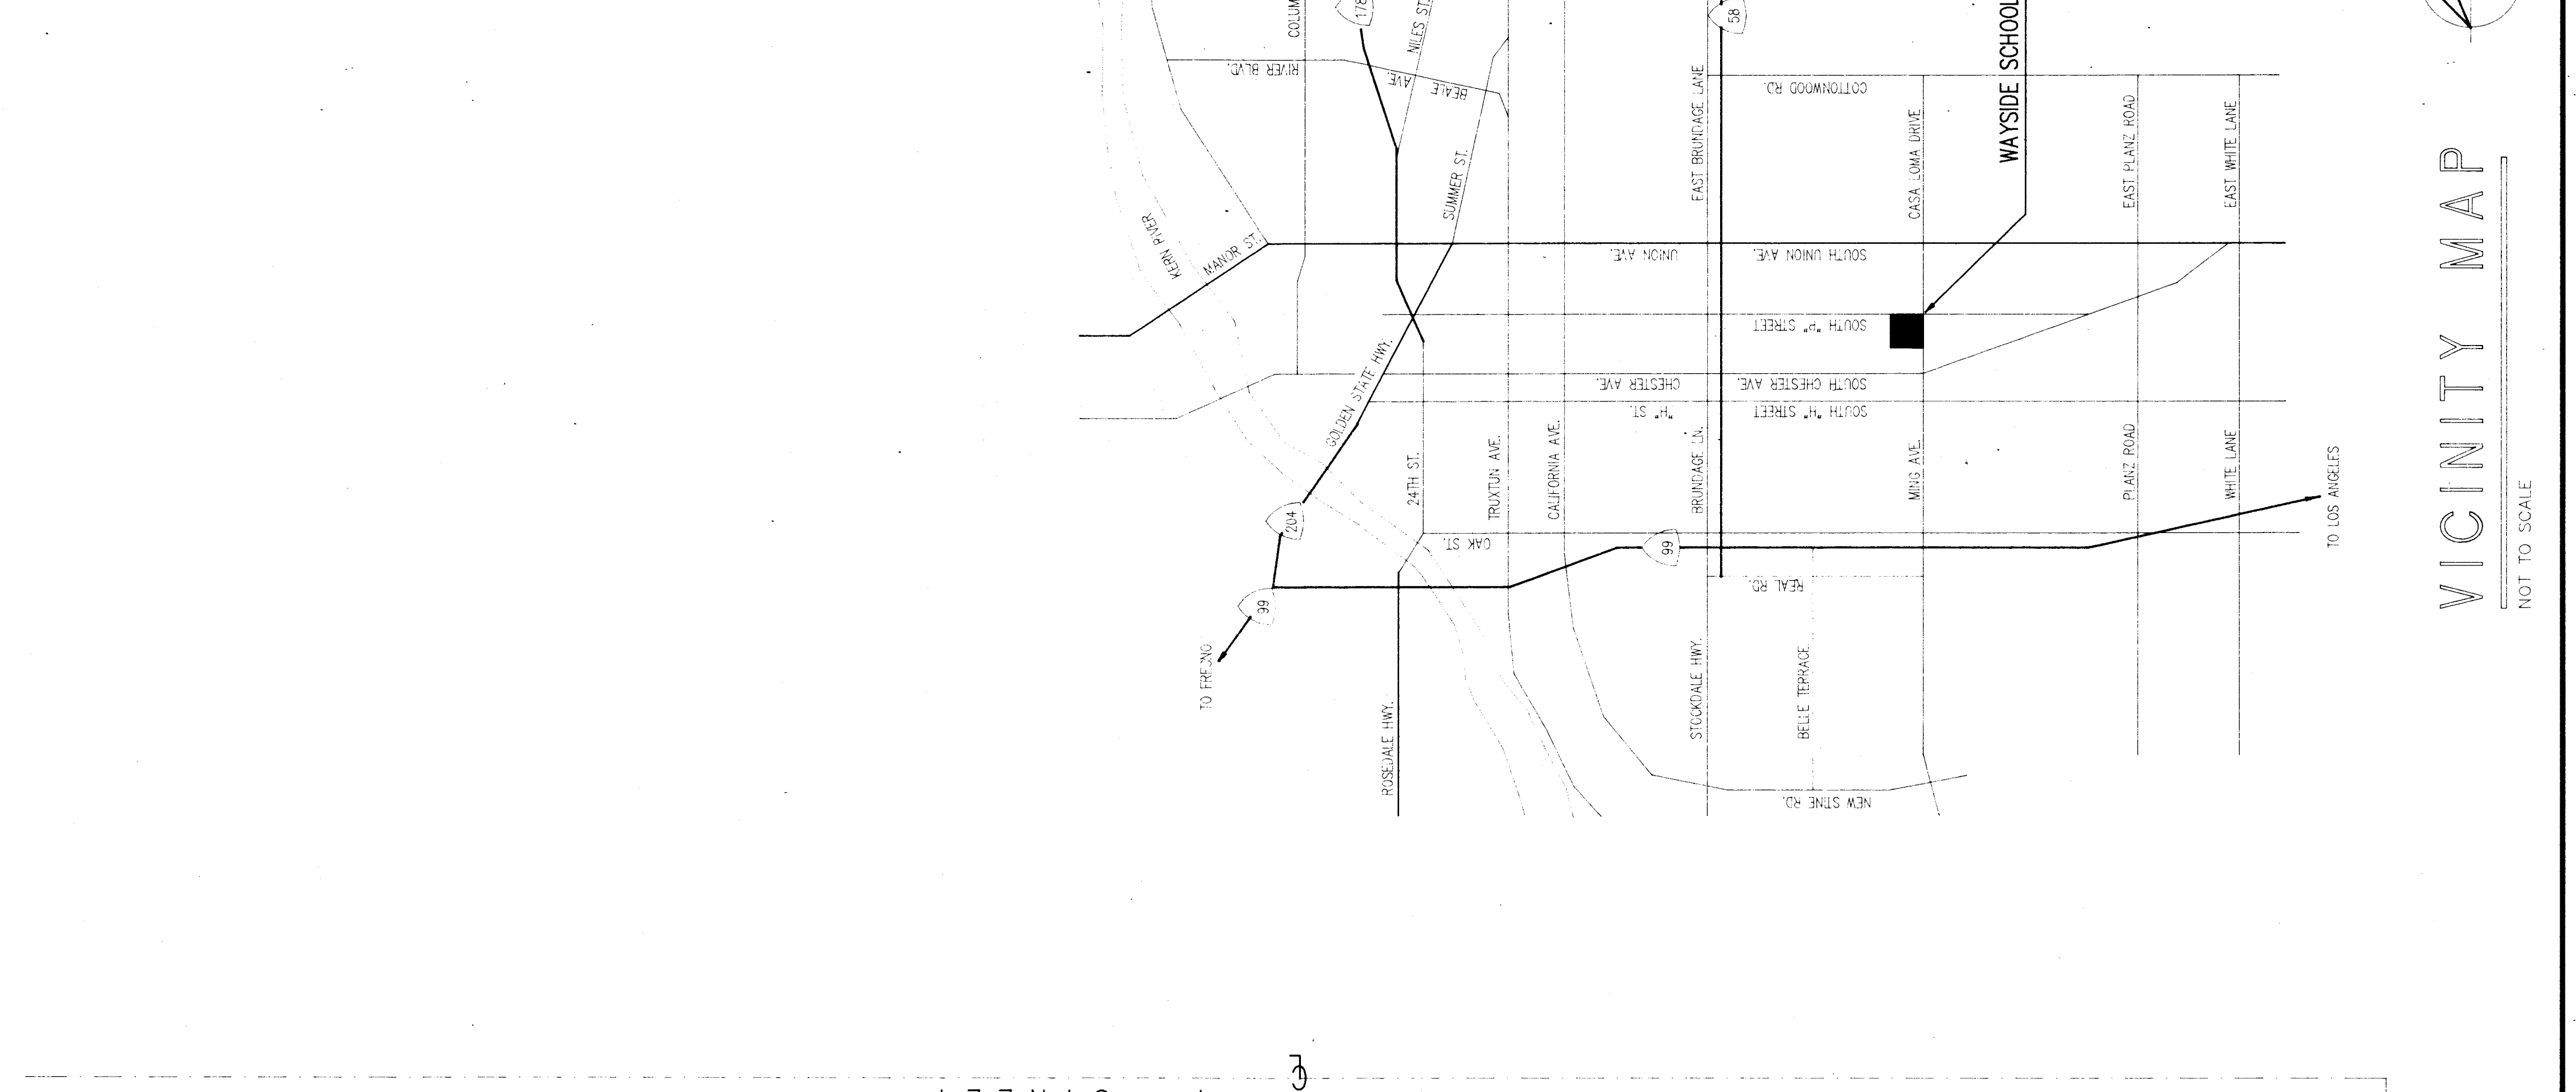 COLUM
178
NILES ST.
58
WAYSIDE SCHOOL
RIVER BLVD.
BEALE AVE.
EAST BRUNDAGE LANE
COTTONWOOD RD.
CASA LOMA DRIVE
EAST PLANZ ROAD
EAST WHITE LANE
SUMMER ST.
KERN RIVER
MANOR ST.
UNION AVE.
SOUTH UNION AVE.
SOUTH "P" STREET
GOLDEN STATE HWY.
CHESTER AVE.
SOUTH CHESTER AVE.
"H" ST.
SOUTH "H" STREET
24TH ST.
TRUXTUN AVE.
CALIFORNIA AVE.
BRUNDAGE LN.
MING AVE.
PLANZ ROAD
WHITE LANE
204
OAK ST.
99
TO LOS ANGELES
99
REAL RD.
TO FRESNO
ROSEDALE HWY.
STOCKDALE HWY.
BELLE TERRACE
NEW STINE RD.
VICINITY MAP
NOT TO SCALE